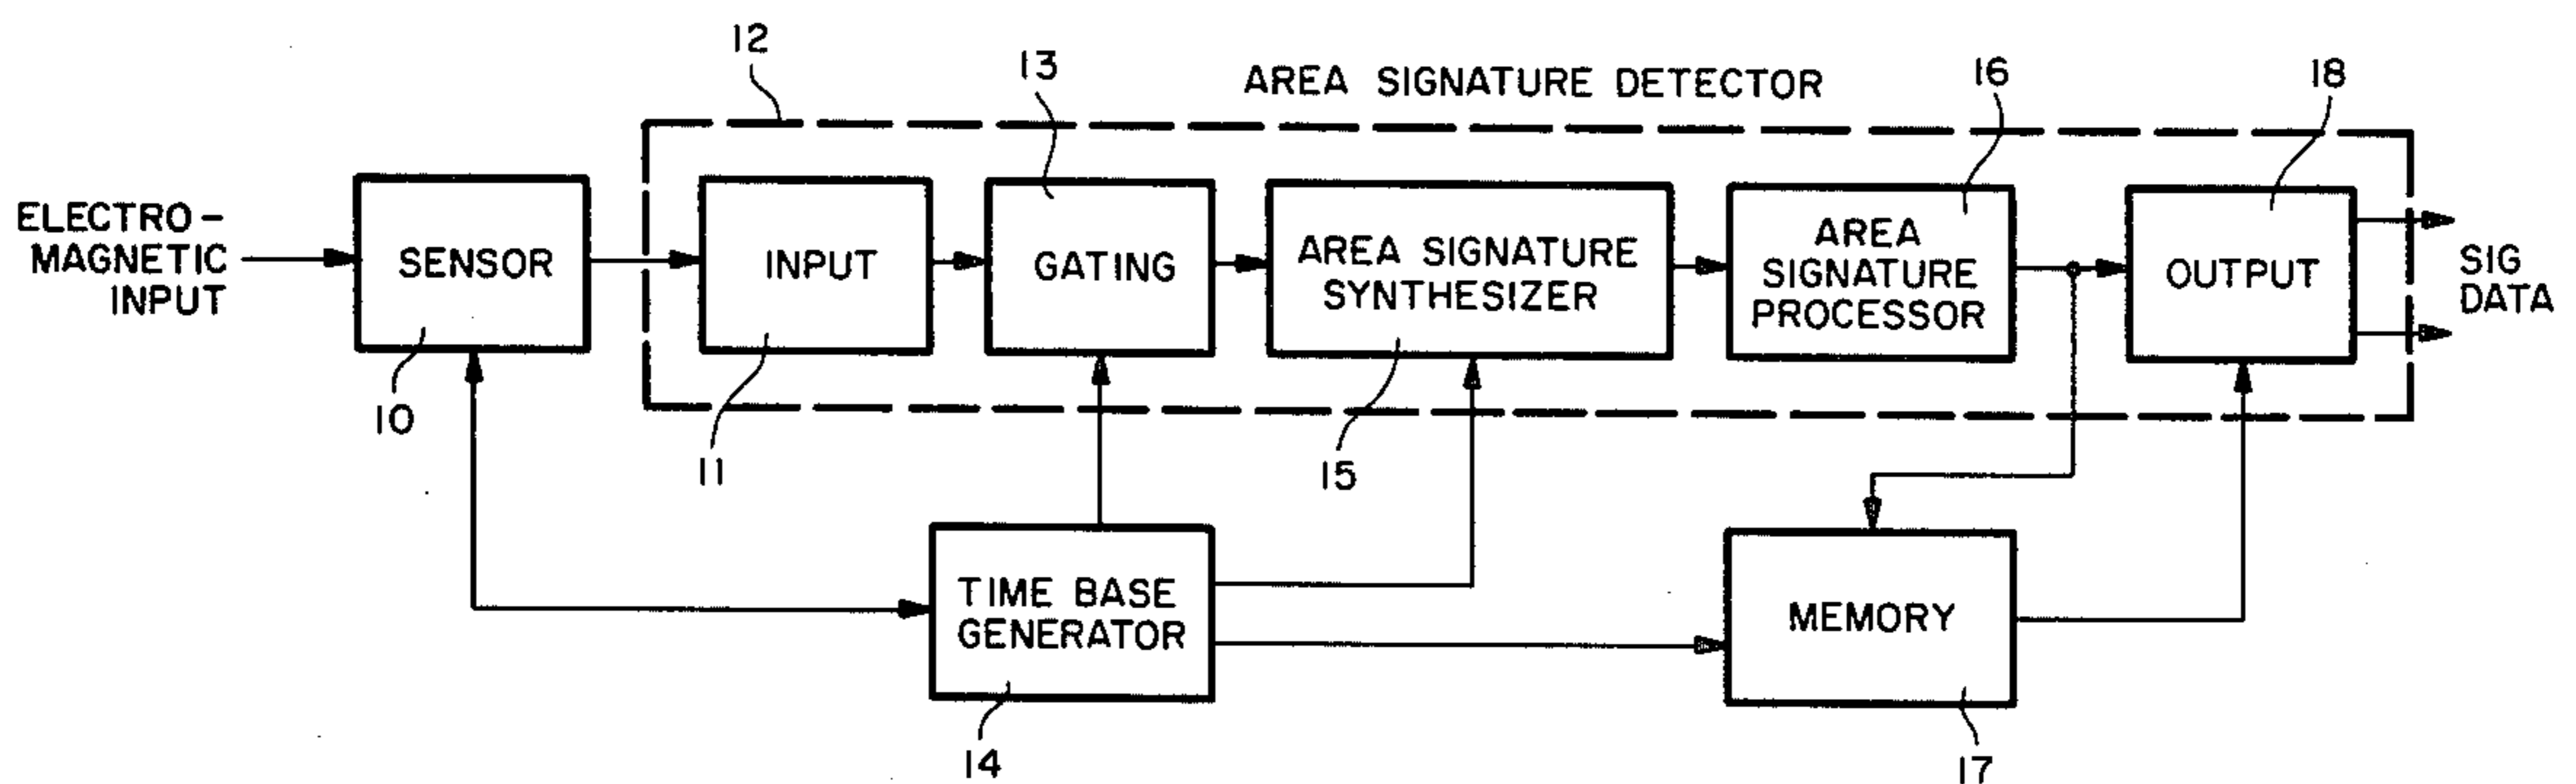 12
13
AREA SIGNATURE DETECTOR
16
18
ELECTRO-
MAGNETIC
INPUT
SENSOR
INPUT
GATING
AREA SIGNATURE
SYNTHESIZER
AREA
SIGNATURE
PROCESSOR
OUTPUT
SIG
DATA
10
11
15
TIME BASE
GENERATOR
MEMORY
14
17